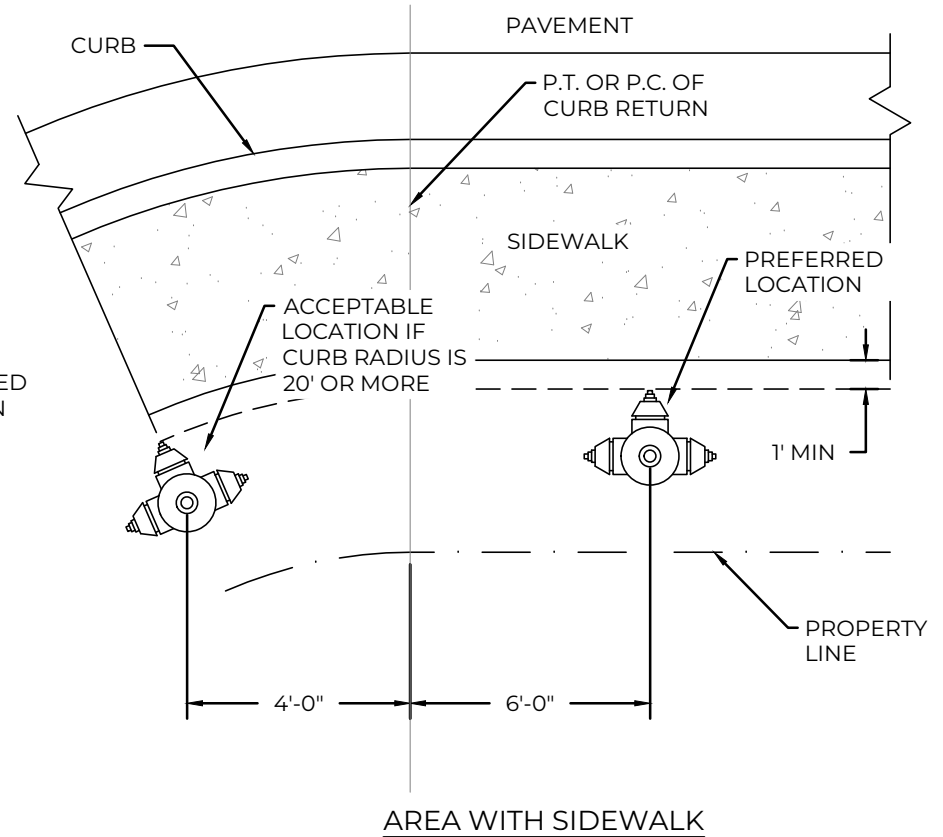 PAVEMENT
CURB
P.T. OR P.C. OF
CURB RETURN
SIDEWALK
PREFERRED
LOCATION
ACCEPTABLE
LOCATION IF
CURB RADIUS IS
20' OR MORE
ED
N
1' MIN
PROPERTY
LINE
4'-0"
6'-0"
AREA WITH SIDEWALK